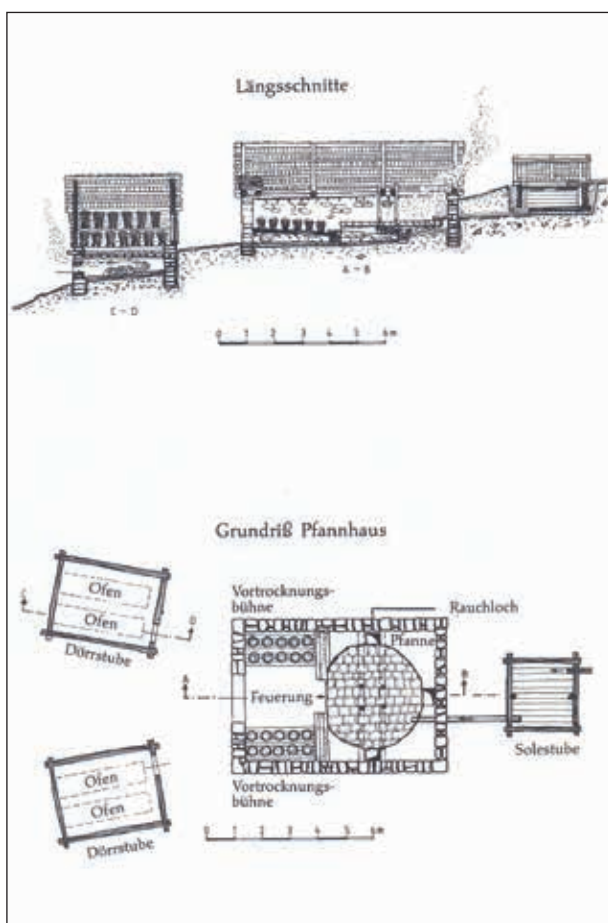 Längsschnitte
A - B
C - D
0 1 2 3 4 6m
Grundriß Pfannhaus
Vortrocknungs-
bühne
Rauchloch
Pfanne
Ofen
Ofen
C
D
Dörrstube
A
Feuerung
B
Solestube
Vortrocknungs-
bühne
Ofen
Ofen
Dörrstube
0 1 2 3 4 5 6m